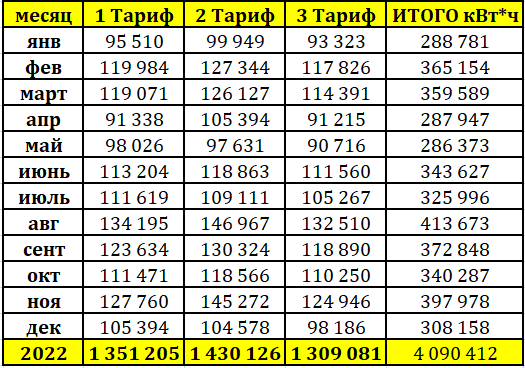 месяц 1 Тариф 2 Тариф 3 Тариф ИТОГО кВт*ч
янв 95 510 99 949 93 323 288 781
фев 119 984 127 344 117 826 365 154
март 119 071 126 127 114 391 359 589
апр 91 338 105 394 91 215 287 947
май 98 026 97 631 90 716 286 373
июнь 113 204 118 863 111 560 343 627
июль 111 619 109 111 105 267 325 996
авг 134 195 146 967 132 510 413 673
сент 123 634 130 324 118 890 372 848
окт 111 471 118 566 110 250 340 287
ноя 127 760 145 272 124 946 397 978
дек 105 394 104 578 98 186 308 158
2022 1 351 205 1 430 126 1 309 081 4 090 412